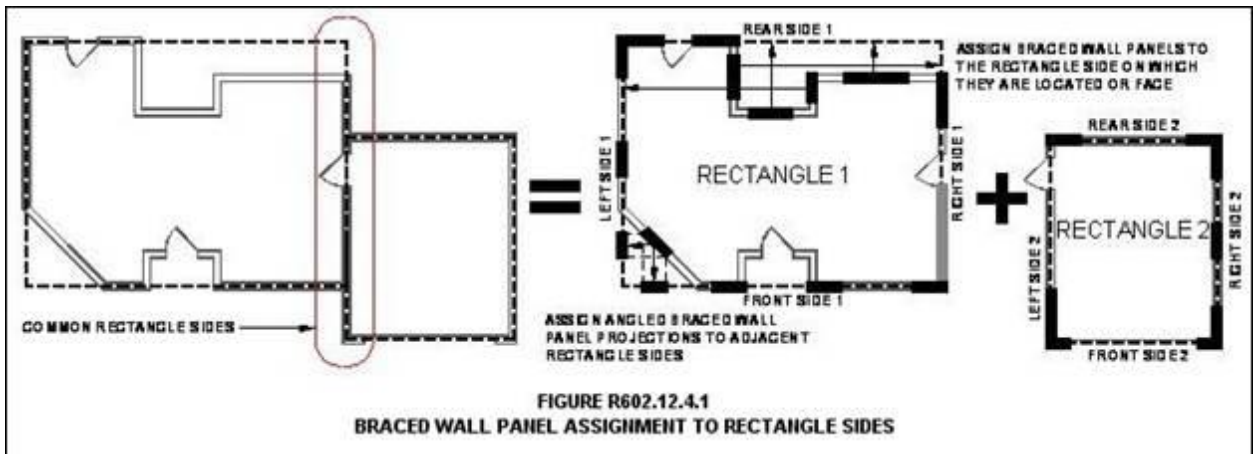 REAR SIDE 1
ASSIGN BRACED WALL PANELS TO
THE RECTANGLE SIDE ON WHICH
THEY ARE LOCATED OR FACE
REAR SIDE 2
LEFT SIDE 1
RECTANGLE 1
RIGHT SIDE 1
LEFT SIDE 2
RECTANGLE 2
RIGHT SIDE 2
FRONT SIDE 1
COMMON RECTANGLE SIDES
ASSIGN ANGLED BRACED WALL
PANEL PROJECTIONS TO ADJACENT
RECTANGLE SIDES
FRONT SIDE 2
FIGURE R602.12.4.1
BRACED WALL PANEL ASSIGNMENT TO RECTANGLE SIDES